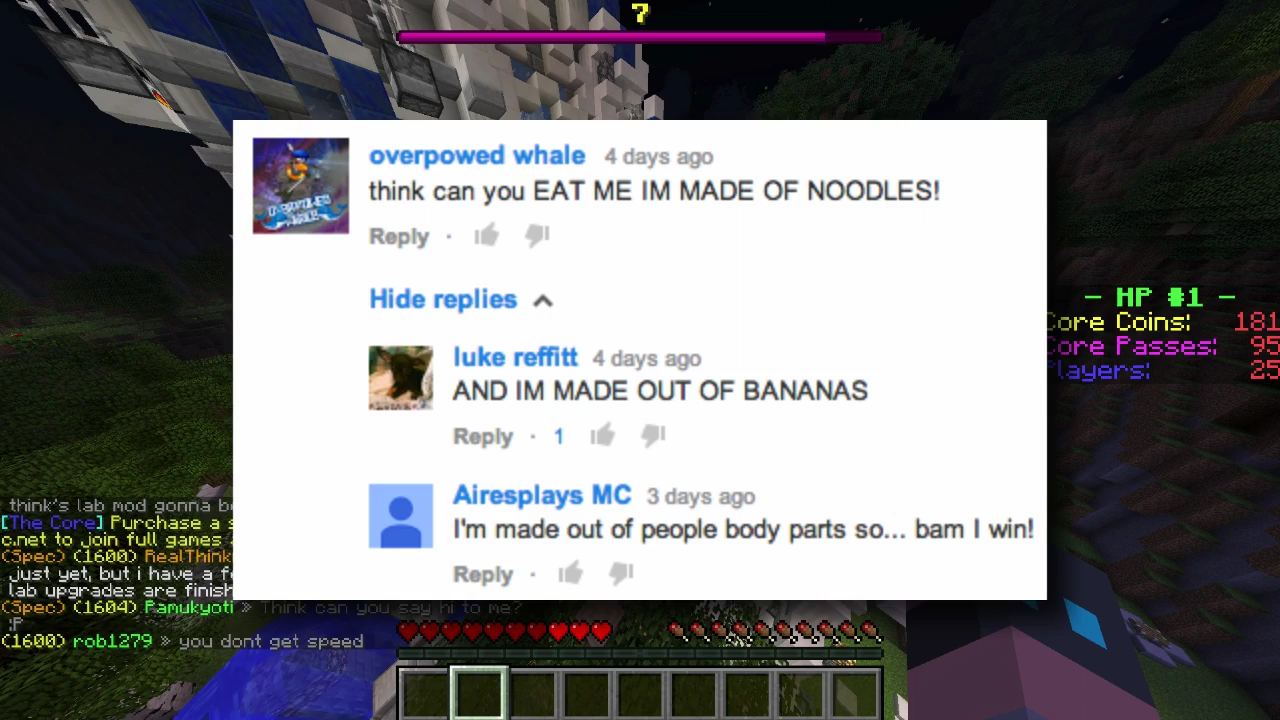 7
overpowed whale 4 days ago
think can you EAT ME IM MADE OF NOODLES!
Reply ·
Hide replies
luke reffitt 4 days ago
AND IM MADE OUT OF BANANAS
Reply · 1
Airesplays MC 3 days ago
I'm made out of people body parts so... bam I win!
Reply ·
- HP #1 -
Core Coins: 181
Core Passes: 95
Players: 25
think's lab mod gonna b
[The Core] Purchase a s
c.net to join full games
(Spec) (1600) RealThink
just yet, but i have a f
lab upgrades are finish
(Spec) (1604) Pamukyoti » Think can you say hi to me?
:P
(1600) rob1279 » you dont get speed